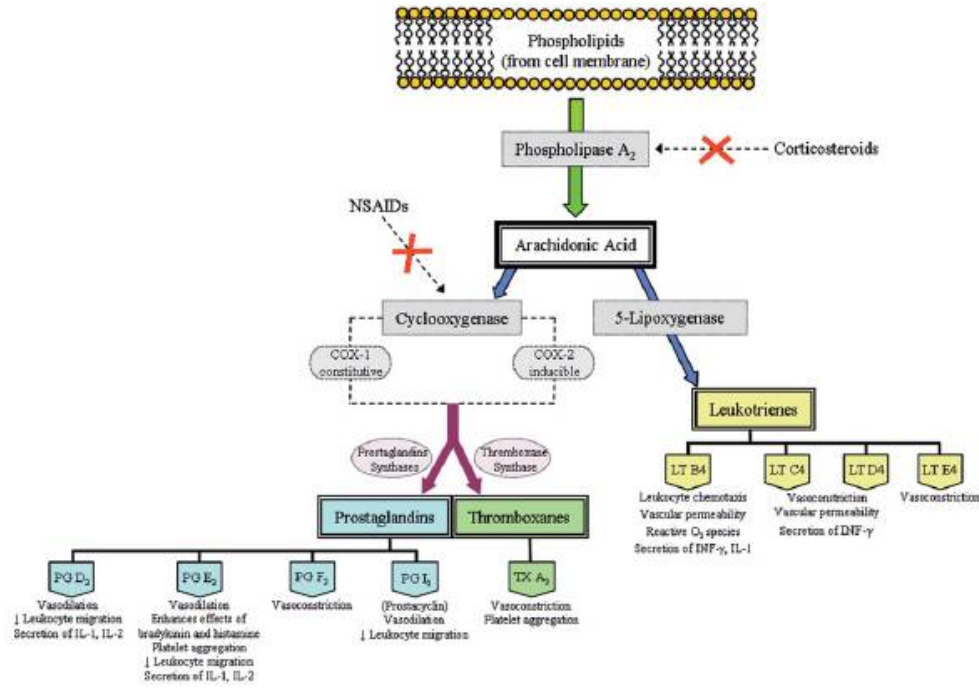 Phospholipids
(from cell membrane)
Phospholipase A₂
Corticosteroids
NSAIDs
Arachidonic Acid
Cyclooxygenase
5-Lipoxygenase
COX-1
constitutive
COX-2
inducible
Leukotrienes
Prostaglandins
Synthases
Thromboxane
Synthase
LT B4
LT C4
LT D4
LT E4
Leukocyte chemotaxis
Vascular permeability
Reactive O₂ species
Secretion of INF-γ, IL-1
Vasoconstriction
Vascular permeability
Secretion of INF-γ
Vasoconstriction
Prostaglandins
Thromboxanes
PG D₂
PG E₂
PG F₂
PG I₂
TX A₂
Vasodilation
↓ Leukocyte migration
Secretion of IL-1, IL-2
Vasodilation
Enhances effects of
bradykinin and histamine
Platelet aggregation
↓ Leukocyte migration
Secretion of IL-1, IL-2
Vasoconstriction
(Prostacyclin)
Vasodilation
↓ Leukocyte migration
Vasoconstriction
Platelet aggregation